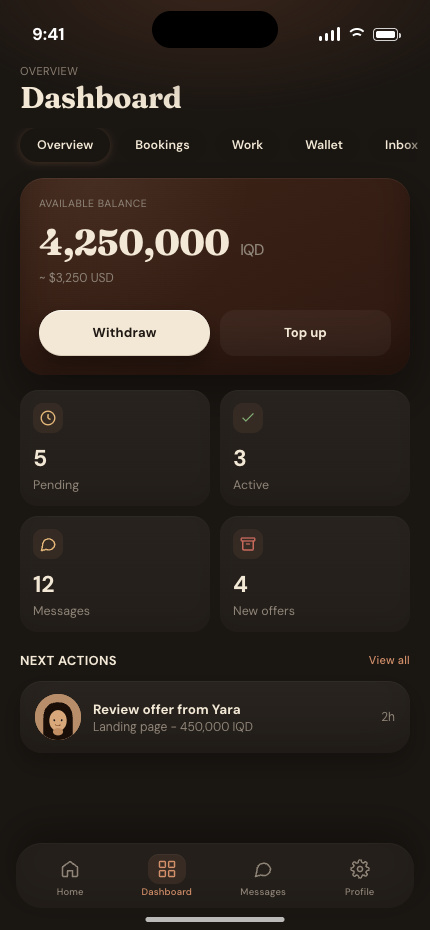 9:41
OVERVIEW
Dashboard
Overview Bookings Work Wallet Inbox
AVAILABLE BALANCE
4,250,000 IQD
~ $3,250 USD
Withdraw Top up
5
Pending
3
Active
12
Messages
4
New offers
NEXT ACTIONS View all
Review offer from Yara
Landing page ~ 450,000 IQD
2h
Home Dashboard Messages Profile